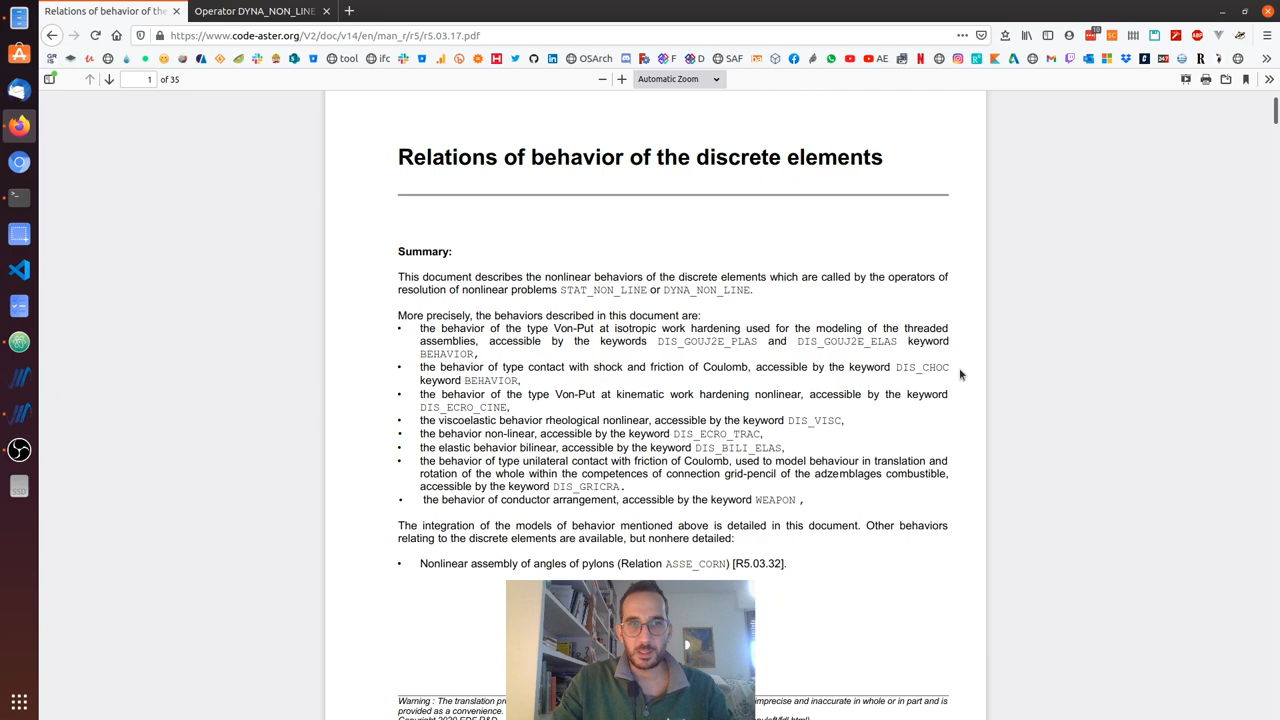 Relations of behavior of the
Operator DYNA_NON_LINE
https://www.code-aster.org/V2/doc/v14/en/man_r/r5/r5.03.17.pdf
10
tool
ifc
OSArch
F
D
SAF
AE
1 of 35
Automatic Zoom
Relations of behavior of the discrete elements
Summary:
This document describes the nonlinear behaviors of the discrete elements which are called by the operators of
resolution of nonlinear problems STAT_NON_LINE or DYNA_NON_LINE.
More precisely, the behaviors described in this document are:
• the behavior of the type Von-Put at isotropic work hardening used for the modeling of the threaded
assemblies, accessible by the keywords DIS_GOUJ2E_PLAS and DIS_GOUJ2E_ELAS keyword
BEHAVIOR,
• the behavior of type contact with shock and friction of Coulomb, accessible by the keyword DIS_CHOC
keyword BEHAVIOR,
• the behavior of the type Von-Put at kinematic work hardening nonlinear, accessible by the keyword
DIS_ECRO_CINE,
• the viscoelastic behavior rheological nonlinear, accessible by the keyword DIS_VISC,
• the behavior non-linear, accessible by the keyword DIS_ECRO_TRAC,
• the elastic behavior bilinear, accessible by the keyword DIS_BILI_ELAS,
• the behavior of type unilateral contact with friction of Coulomb, used to model behaviour in translation and
rotation of the whole within the competences of connection grid-pencil of the adzemblages combustible,
accessible by the keyword DIS_GRICRA.
• the behavior of conductor arrangement, accessible by the keyword WEAPON ,
The integration of the models of behavior mentioned above is detailed in this document. Other behaviors
relating to the discrete elements are available, but nonhere detailed:
• Nonlinear assembly of angles of pylons (Relation ASSE_CORN) [R5.03.32].
Warning : The translation pr
imprecise and inaccurate in whole or in part and is
provided as a convenience.
SSD